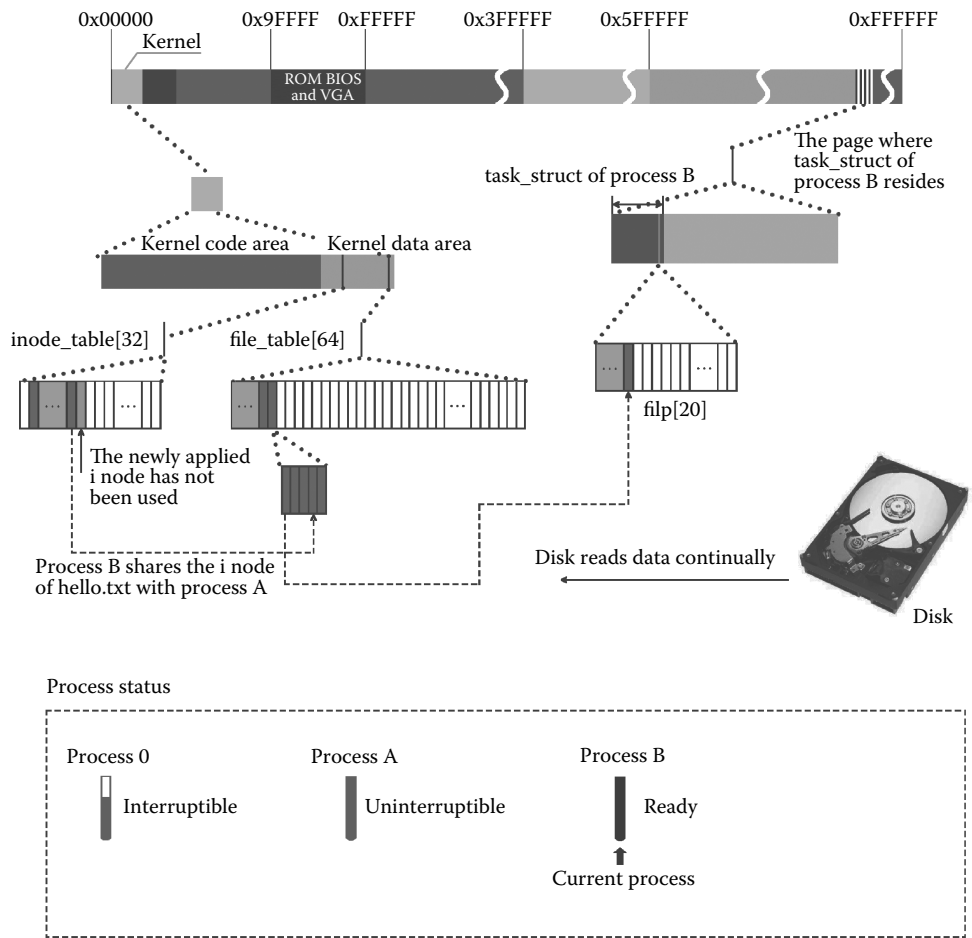 0x00000 0x9FFFF 0xFFFFF 0x3FFFFF 0x5FFFFF 0xFFFFFF
Kernel
ROM BIOS
and VGA
The page where
task_struct of
process B resides
task_struct of process B
Kernel code area Kernel data area
inode_table[32] file_table[64]
... ... ... ... ... ...
filp[20]
The newly applied
i node has not
been used
Process B shares the i node
of hello.txt with process A
Disk reads data continually
Disk
Process status
Process 0 Process A Process B
Interruptible Uninterruptible Ready
Current process